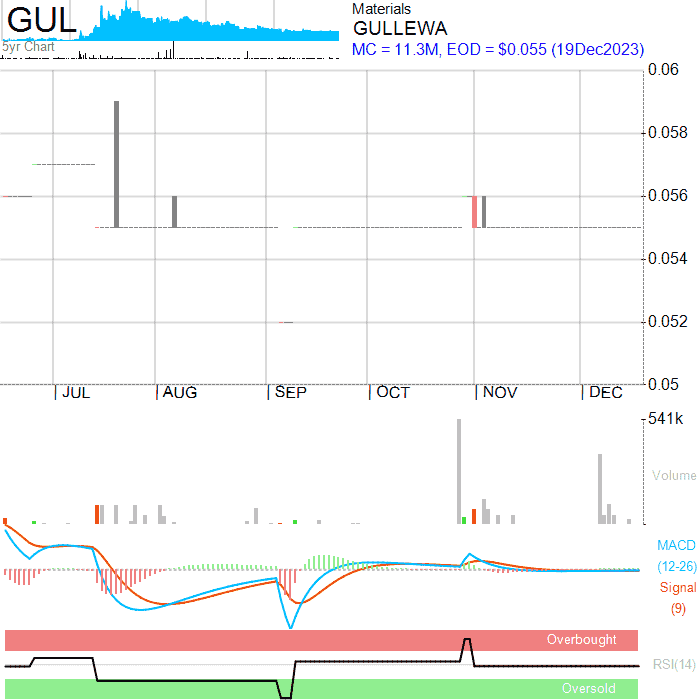 GUL
5yr Chart
Materials
GULLEWA
MC = 11.3M, EOD = $0.055 (19Dec2023)
0.06
0.058
0.056
0.054
0.052
0.05
JUL AUG SEP OCT NOV DEC
541k
Volume
MACD
(12-26)
Signal
(9)
Overbought
RSI(14)
Oversold